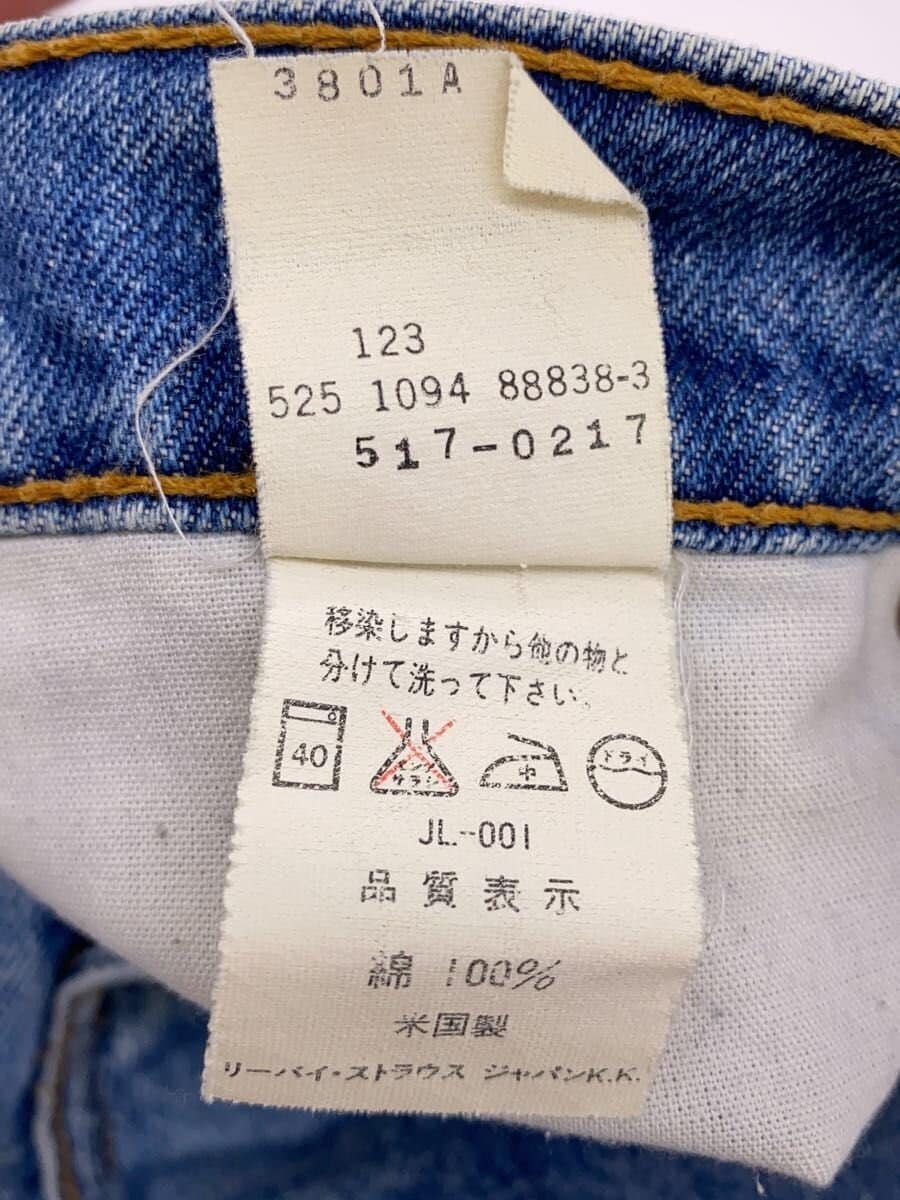 3801A
123
525 1094 88838-3
517-0217
移染しますから他の物と
分けて洗って下さい。
40
エンソ
サラシ
中
ドライ
JL-001
品質表示
綿 100%
米国製
リーバイ・ストラウス ジャパンK.K.